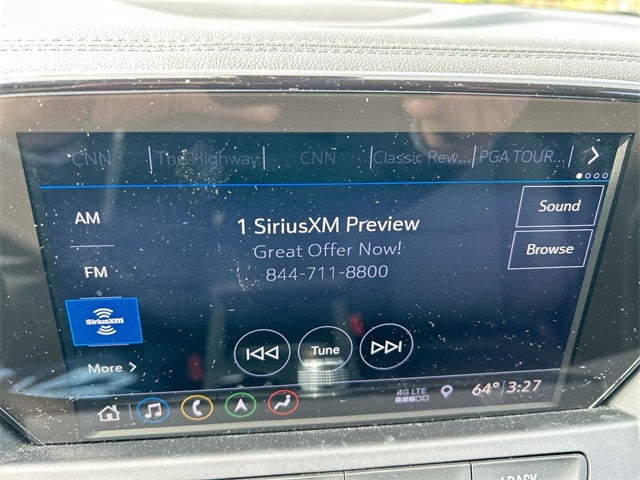 CNN The Highway CNN Classic Rew... PGA TOUR...
AM
1 SiriusXM Preview
Sound
Great Offer Now!
Browse
FM
844-711-8800
SiriusXM
Tune
More
4G LTE
64° 3:27
BACK